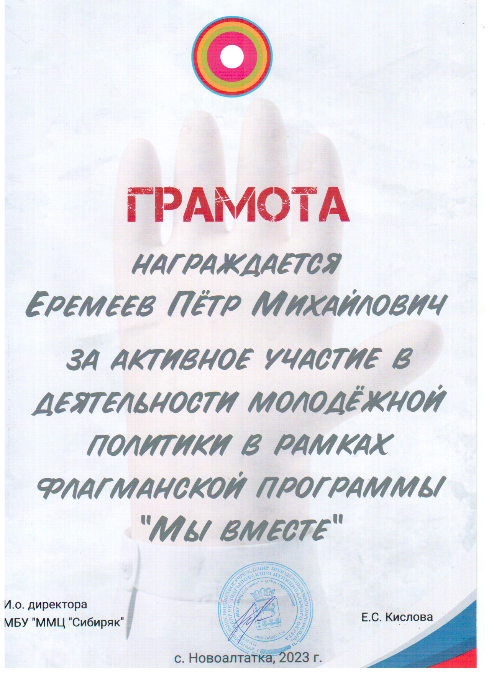 ГРАМОТА
НАГРАЖДАЕТСЯ
ЕРЕМЕЕВ ПЁТР МИХАЙЛОВИЧ
ЗА АКТИВНОЕ УЧАСТИЕ В
ДЕЯТЕЛЬНОСТИ МОЛОДЁЖНОЙ
ПОЛИТИКИ В РАМКАХ
ФЛАГМАНСКОЙ ПРОГРАММЫ
"МЫ ВМЕСТЕ"
И.о. директора
МБУ "ММЦ "Сибиряк"
Е.С. Кислова
с. Новоалтатка, 2023 г.